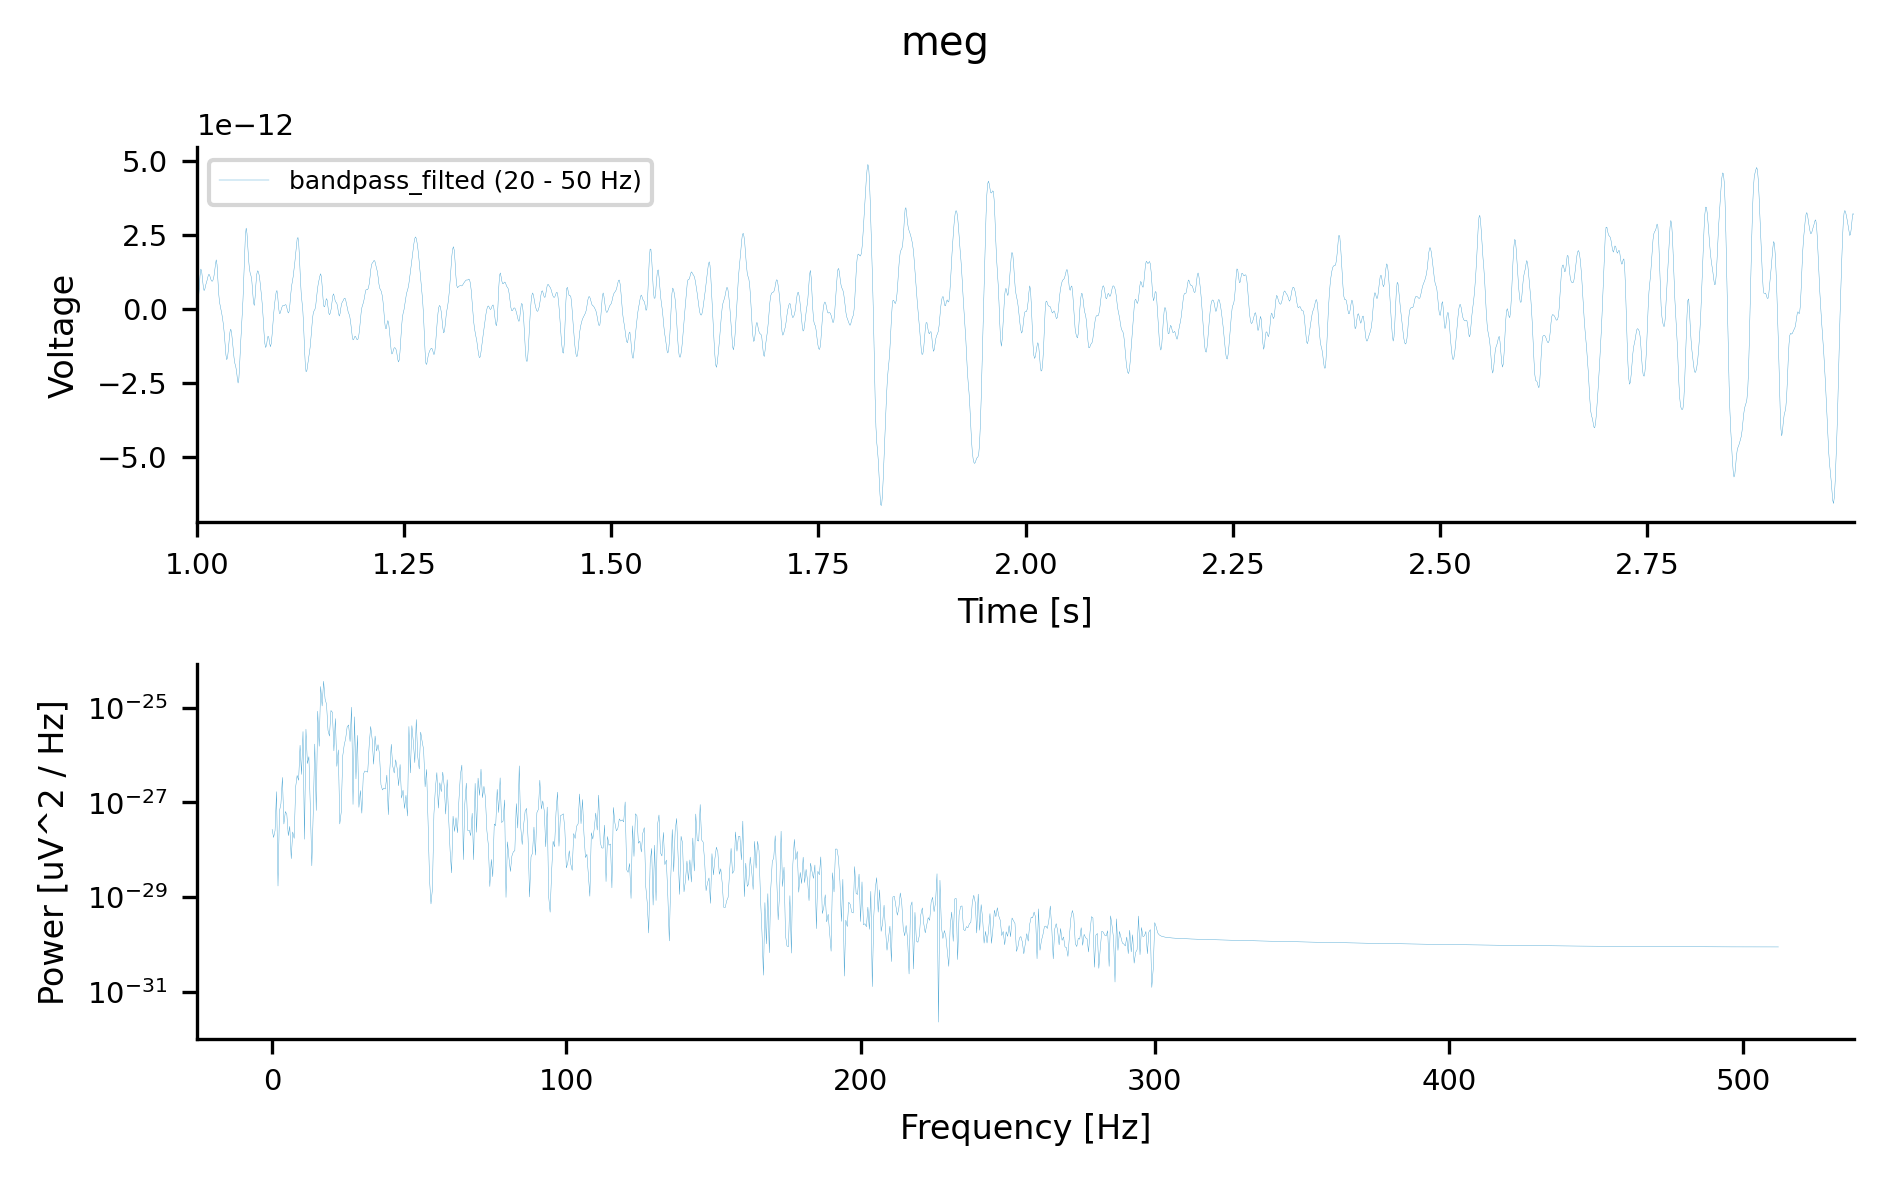 meg
1e−12
5.0
2.5
0.0
−2.5
−5.0
Voltage
bandpass_filted (20 - 50 Hz)
1.00 1.25 1.50 1.75 2.00 2.25 2.50 2.75
Time [s]
10⁻²⁵
10⁻²⁷
10⁻²⁹
10⁻³¹
Power [uV^2 / Hz]
0 100 200 300 400 500
Frequency [Hz]